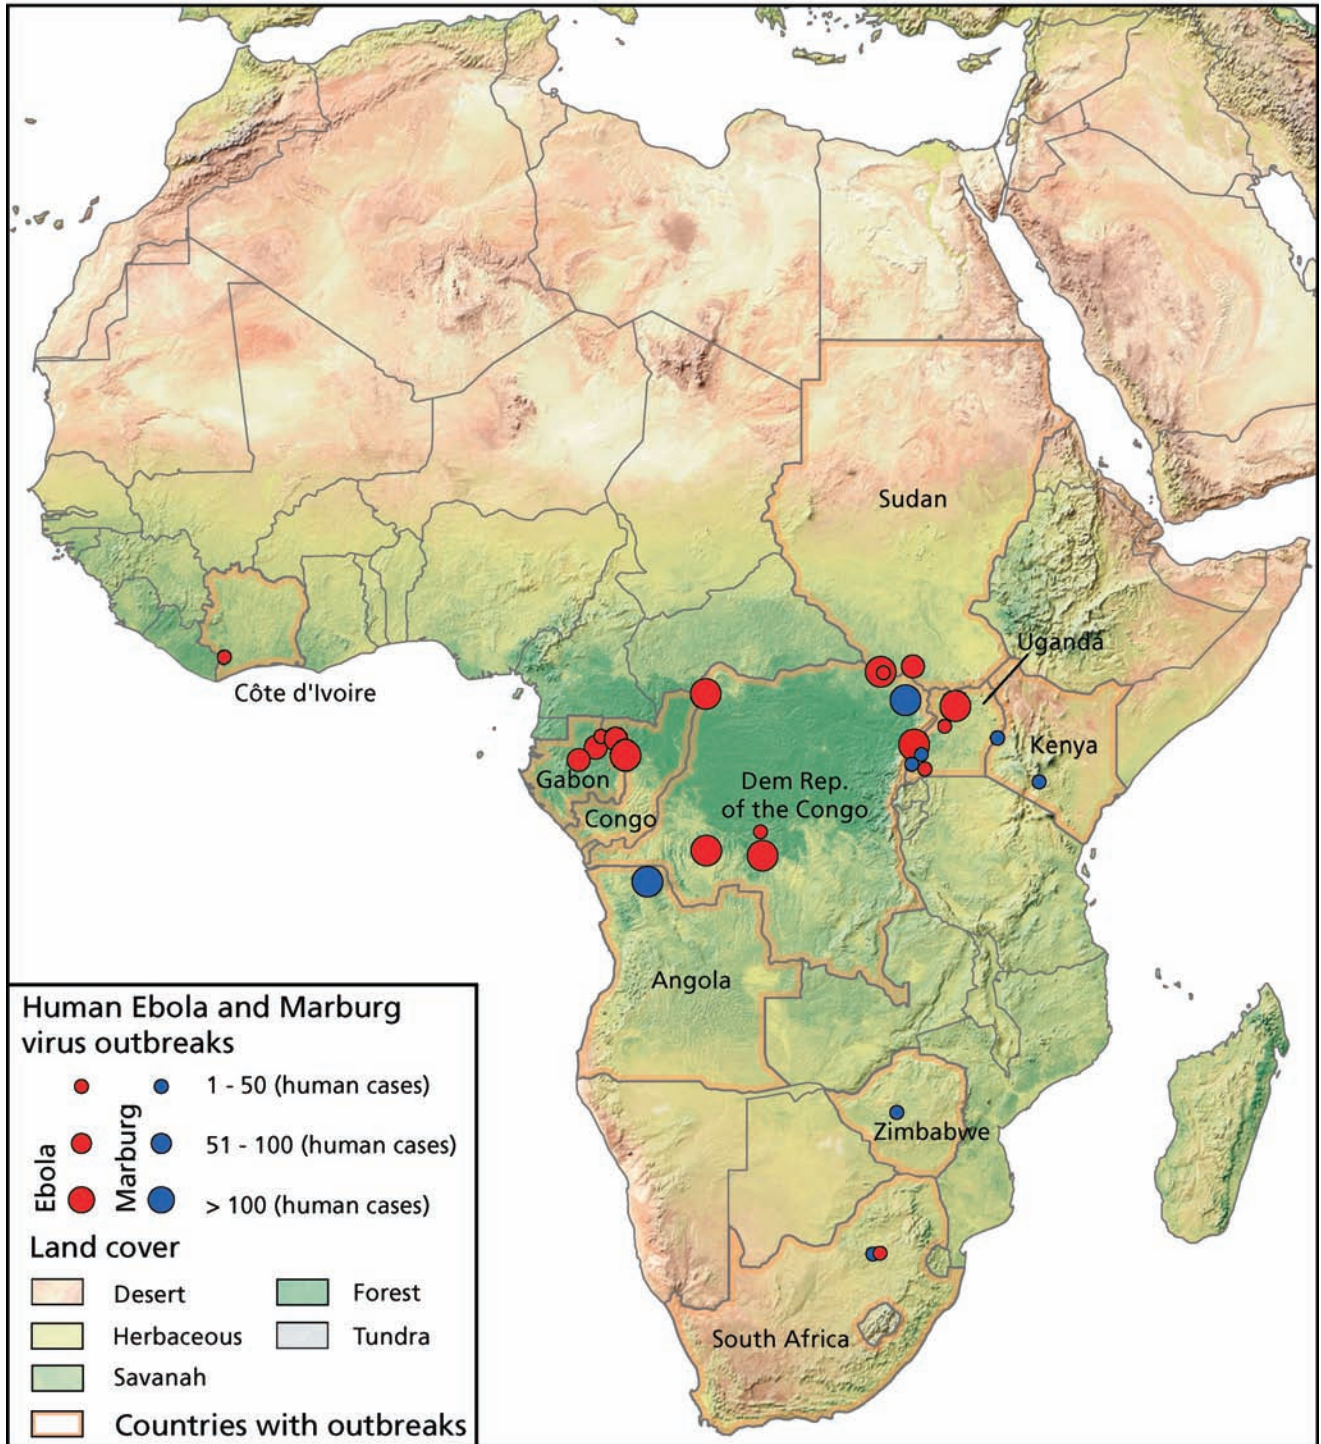 Sudan
Uganda
Côte d'Ivoire
Kenya
Gabon
Dem Rep.
of the Congo
Congo
Angola
Zimbabwe
South Africa
Human Ebola and Marburg
virus outbreaks
Ebola
Marburg
1 - 50 (human cases)
51 - 100 (human cases)
> 100 (human cases)
Land cover
Desert
Forest
Herbaceous
Tundra
Savanah
Countries with outbreaks